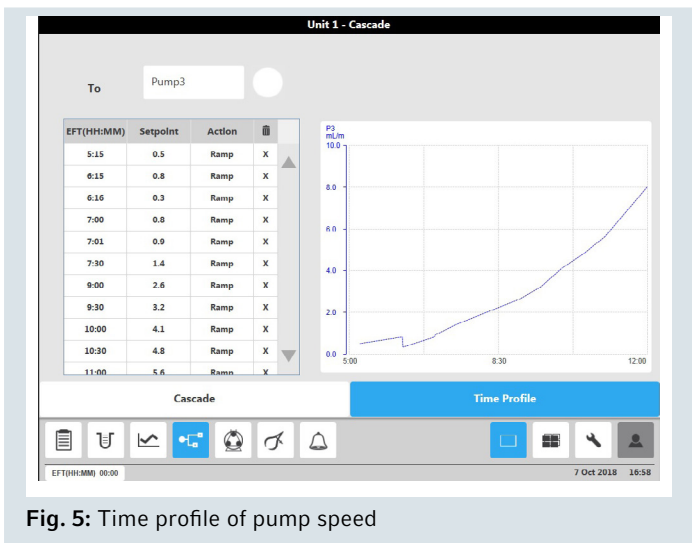 Unit 1 - Cascade
To Pump3
EFT(HH:MM) Setpoint Action
5:15 0.5 Ramp X
6:15 0.8 Ramp X
6:16 0.3 Ramp X
7:00 0.8 Ramp X
7:01 0.9 Ramp X
7:30 1.4 Ramp X
9:00 2.6 Ramp X
9:30 3.2 Ramp X
10:00 4.1 Ramp X
10:30 4.8 Ramp X
11:00 5.6 Ramp X
P3
mL/m
10.0
8.0
6.0
4.0
2.0
0.0
5:00 8:30 12:00
Cascade Time Profile
EFT(HH:MM) 00:00 7 Oct 2018 16:58
Fig. 5: Time profile of pump speed